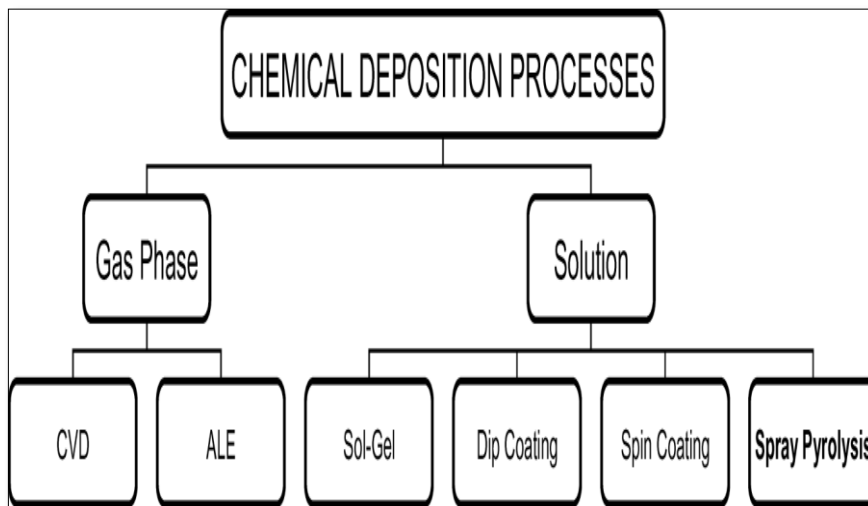 CHEMICAL DEPOSITION PROCESSES
Gas Phase
Solution
CVD
ALE
Sol-Gel
Dip Coating
Spin Coating
Spray Pyrolysis